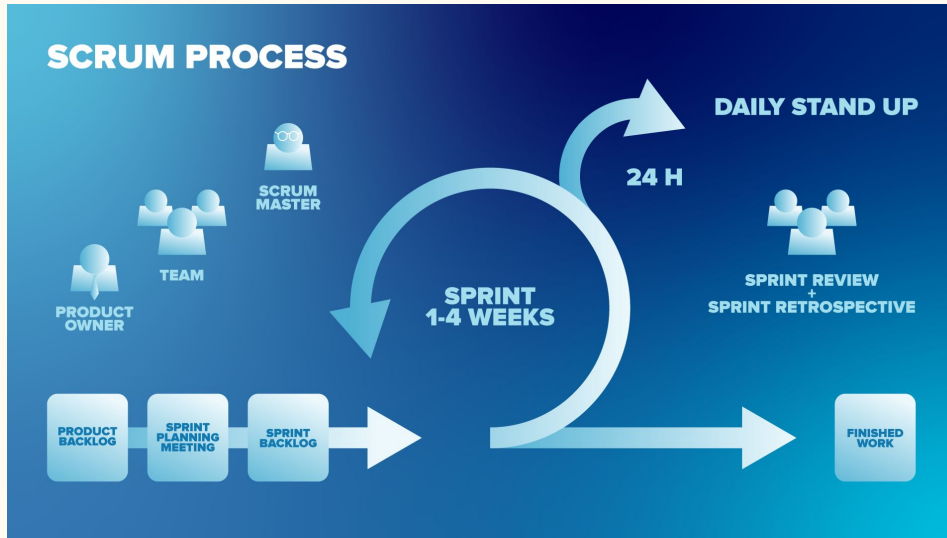 SCRUM PROCESS
DAILY STAND UP
24 H
SCRUM
MASTER
TEAM
PRODUCT
OWNER
SPRINT
1-4 WEEKS
SPRINT REVIEW
+
SPRINT RETROSPECTIVE
PRODUCT
BACKLOG
SPRINT
PLANNING
MEETING
SPRINT
BACKLOG
FINISHED
WORK